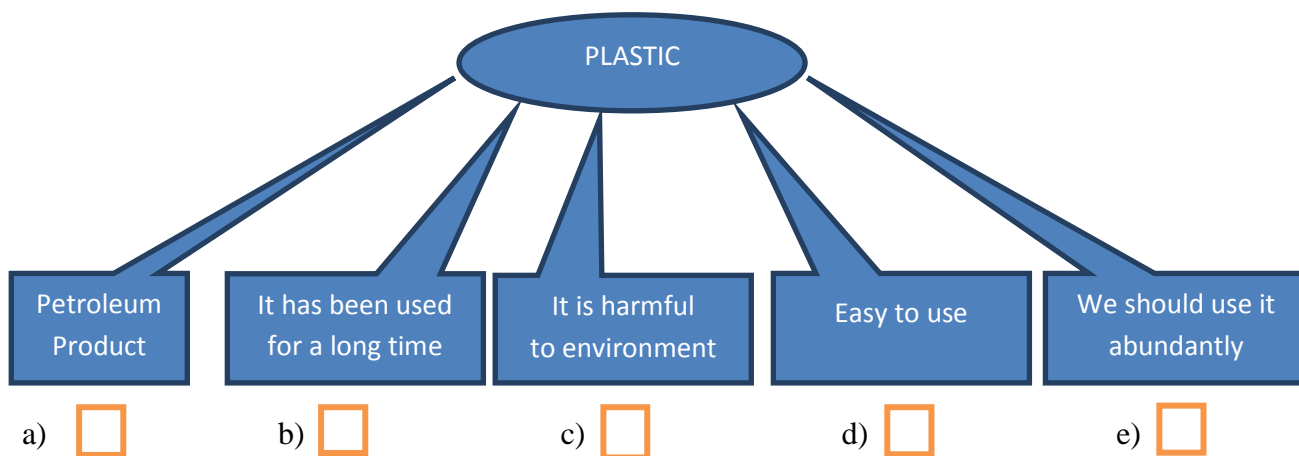 PLASTIC
Petroleum
Product
It has been used
for a long time
It is harmful
to environment
Easy to use
We should use it
abundantly
a)
b)
c)
d)
e)